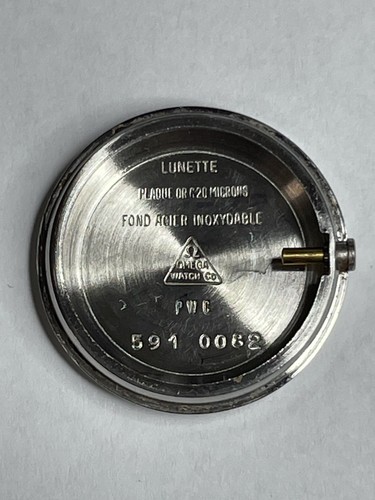 LUNETTE
PLAQUE OR G 20 MICRONS
FOND ACIER INOXYDABLE
Ω
OMEGA
WATCH CO
PWC
591 0062